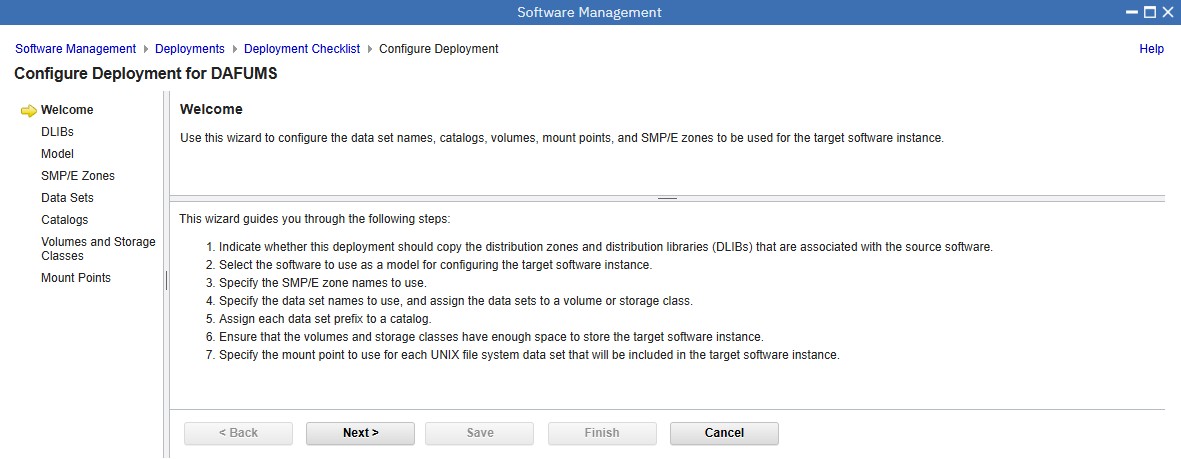 Software Management
Software Management Deployments Deployment Checklist Configure Deployment Help
Configure Deployment for DAFUMS
Welcome
DLIBs
Model
SMP/E Zones
Data Sets
Catalogs
Volumes and Storage
Classes
Mount Points
Welcome
Use this wizard to configure the data set names, catalogs, volumes, mount points, and SMP/E zones to be used for the target software instance.
This wizard guides you through the following steps:
1. Indicate whether this deployment should copy the distribution zones and distribution libraries (DLIBs) that are associated with the source software.
2. Select the software to use as a model for configuring the target software instance.
3. Specify the SMP/E zone names to use.
4. Specify the data set names to use, and assign the data sets to a volume or storage class.
5. Assign each data set prefix to a catalog.
6. Ensure that the volumes and storage classes have enough space to store the target software instance.
7. Specify the mount point to use for each UNIX file system data set that will be included in the target software instance.
< Back Next > Save Finish Cancel